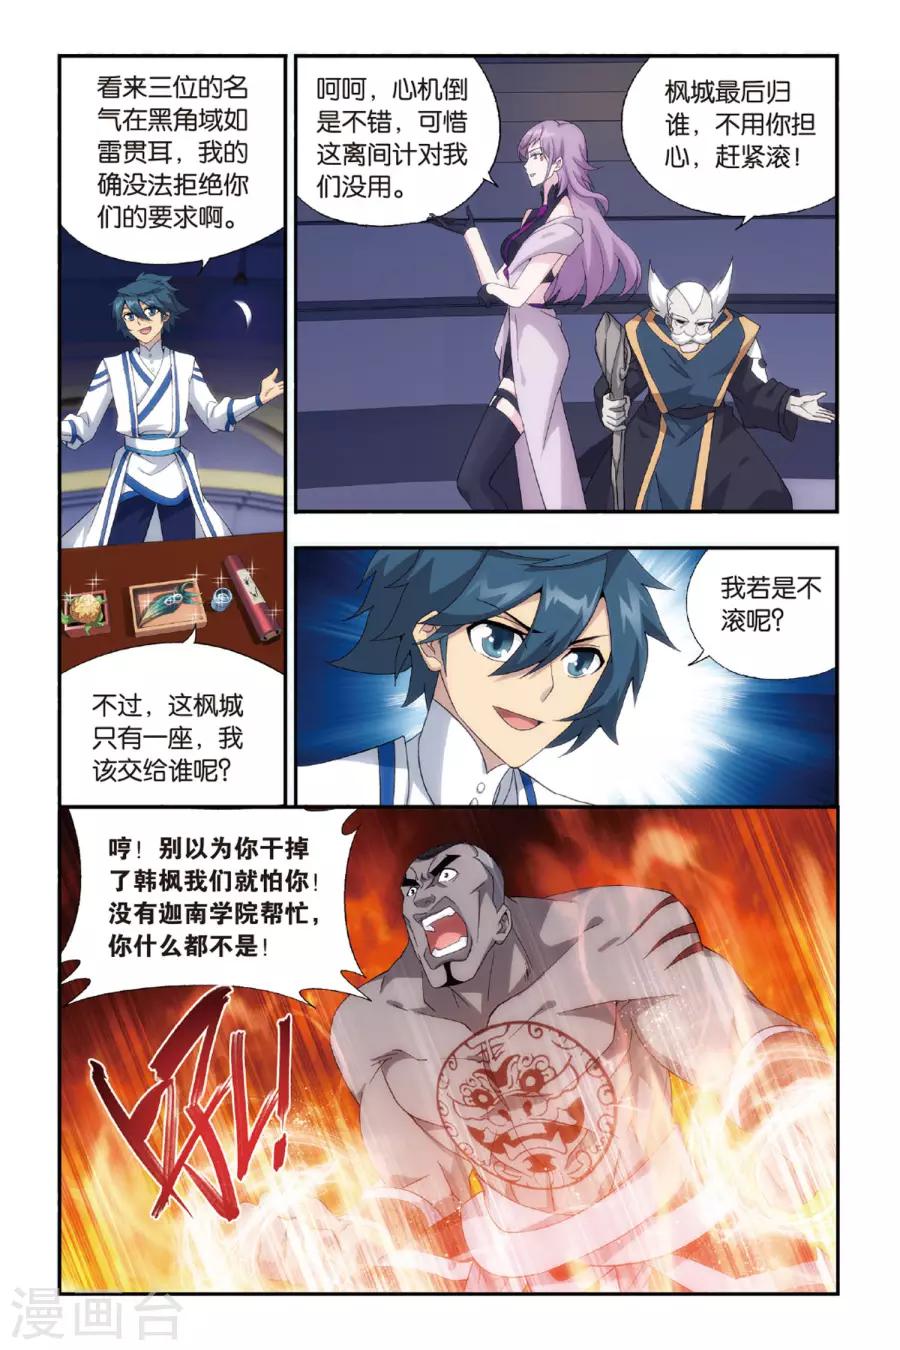 看来三位的名
气在黑角域如
雷贯耳，我的
确没法拒绝你
们的要求啊。
不过，这枫城
只有一座，我
该交给谁呢？
呵呵，心机倒
是不错，可惜
这离间计对我
们没用。
枫城最后归
谁，不用你担
心，赶紧滚！
我若是不
滚呢？
哼！别以为你干掉
了韩枫我们就怕你！
没有迦南学院帮忙，
你什么都不是！
漫画台